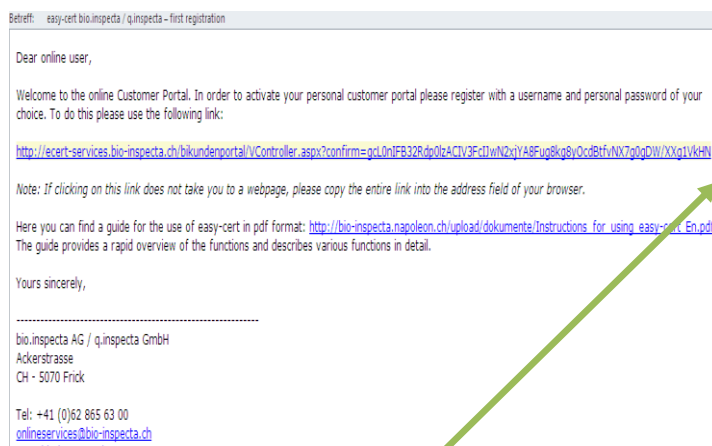 Betreff: easy-cert bio.inspecta / q.inspecta – first registration
Dear online user,
Welcome to the online Customer Portal. In order to activate your personal customer portal please register with a username and personal password of your
choice. To do this please use the following link:
http://ecert-services.bio-inspecta.ch/bikundenportal/VController.aspx?confirm=gcL0nIFB32Rdp0lzACIV3FcIJwN2xjYA8Fug8kg8yOcdBtfvNX7g0gDW/XXg1VkHN
Note: If clicking on this link does not take you to a webpage, please copy the entire link into the address field of your browser.
Here you can find a guide for the use of easy-cert in pdf format: http://bio-inspecta.napoleon.ch/upload/dokumente/Instructions_for_using_easy-cert_En.pdf
The guide provides a rapid overview of the functions and describes various functions in detail.
Yours sincerely,
-------------------------------------------------------------
bio.inspecta AG / q.inspecta GmbH
Ackerstrasse
CH - 5070 Frick
Tel: +41 (0)62 865 63 00
onlineservices@bio-inspecta.ch